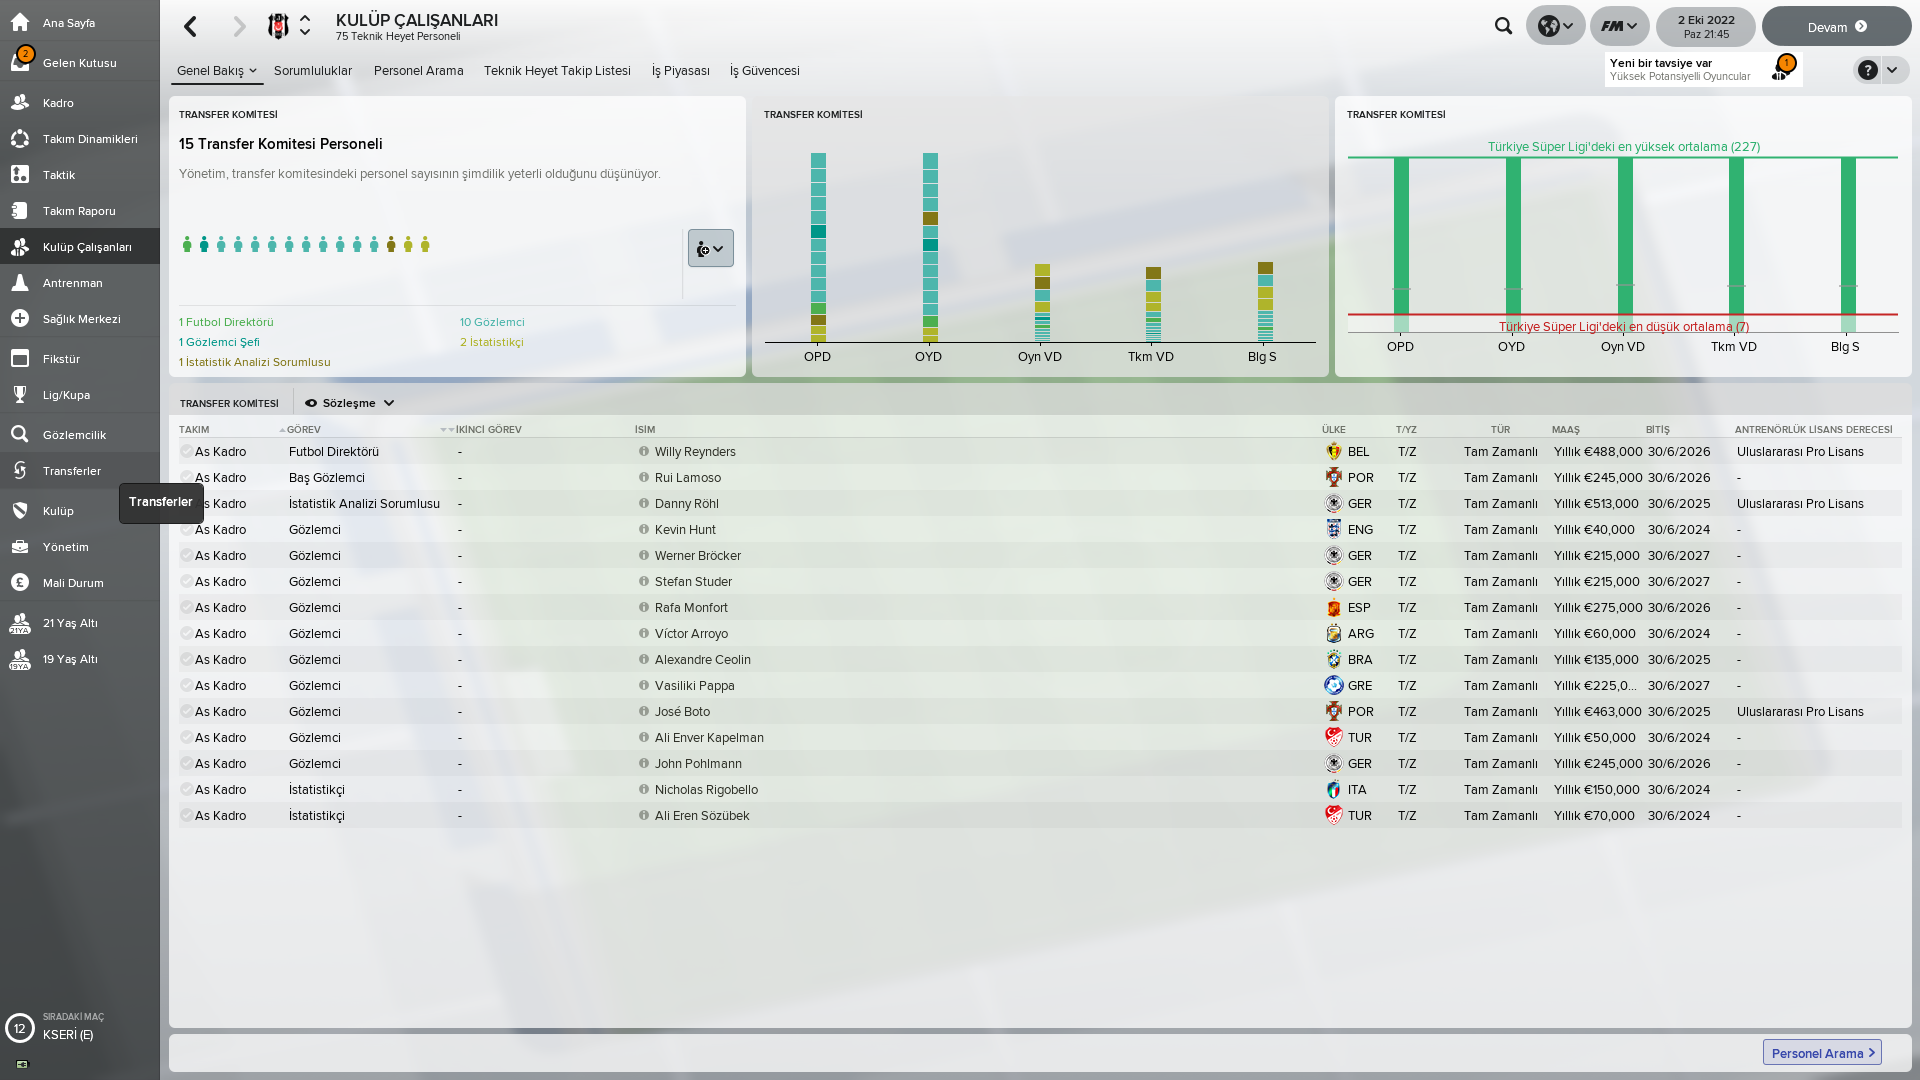 Ana Sayfa
2
Gelen Kutusu
Kadro
Takım Dinamikleri
Taktik
Takım Raporu
Kulüp Çalışanları
Antrenman
Sağlık Merkezi
Fikstür
Lig/Kupa
Gözlemcilik
Transferler
Kulüp
Transferler
Yönetim
Mali Durum
21YA
21 Yaş Altı
19YA
19 Yaş Altı
SIRADAKİ MAÇ
12
KSERİ (E)
KULÜP ÇALIŞANLARI
75 Teknik Heyet Personeli
FM
2 Eki 2022
Paz 21:45
Devam
Genel Bakış
Sorumluluklar
Personel Arama
Teknik Heyet Takip Listesi
İş Piyasası
İş Güvencesi
Yeni bir tavsiye var
Yüksek Potansiyelli Oyuncular
1
?
TRANSFER KOMİTESİ
15 Transfer Komitesi Personeli
Yönetim, transfer komitesindeki personel sayısının şimdilik yeterli olduğunu düşünüyor.
1 Futbol Direktörü
10 Gözlemci
1 Gözlemci Şefi
2 İstatistikçi
1 İstatistik Analizi Sorumlusu
TRANSFER KOMİTESİ
OPD OYD Oyn VD Tkm VD Blg S
TRANSFER KOMİTESİ
Türkiye Süper Ligi'deki en yüksek ortalama (227)
Türkiye Süper Ligi'deki en düşük ortalama (7)
OPD OYD Oyn VD Tkm VD Blg S
TRANSFER KOMİTESİ Sözleşme
TAKIM GÖREV İKİNCİ GÖREV İSİM ÜLKE T/YZ TÜR MAAŞ BİTİŞ ANTRENÖRLÜK LİSANS DERECESİ
As Kadro Futbol Direktörü - Willy Reynders BEL T/Z Tam Zamanlı Yıllık €488,000 30/6/2026 Uluslararası Pro Lisans
As Kadro Baş Gözlemci - Rui Lamoso POR T/Z Tam Zamanlı Yıllık €245,000 30/6/2026 -
s Kadro İstatistik Analizi Sorumlusu - Danny Röhl GER T/Z Tam Zamanlı Yıllık €513,000 30/6/2025 Uluslararası Pro Lisans
As Kadro Gözlemci - Kevin Hunt ENG T/Z Tam Zamanlı Yıllık €40,000 30/6/2024 -
As Kadro Gözlemci - Werner Bröcker GER T/Z Tam Zamanlı Yıllık €215,000 30/6/2027 -
As Kadro Gözlemci - Stefan Studer GER T/Z Tam Zamanlı Yıllık €215,000 30/6/2027 -
As Kadro Gözlemci - Rafa Monfort ESP T/Z Tam Zamanlı Yıllık €275,000 30/6/2026 -
As Kadro Gözlemci - Víctor Arroyo ARG T/Z Tam Zamanlı Yıllık €60,000 30/6/2024 -
As Kadro Gözlemci - Alexandre Ceolin BRA T/Z Tam Zamanlı Yıllık €135,000 30/6/2025 -
As Kadro Gözlemci - Vasiliki Pappa GRE T/Z Tam Zamanlı Yıllık €225,0... 30/6/2027 -
As Kadro Gözlemci - José Boto POR T/Z Tam Zamanlı Yıllık €463,000 30/6/2025 Uluslararası Pro Lisans
As Kadro Gözlemci - Ali Enver Kapelman TUR T/Z Tam Zamanlı Yıllık €50,000 30/6/2024 -
As Kadro Gözlemci - John Pohlmann GER T/Z Tam Zamanlı Yıllık €245,000 30/6/2026 -
As Kadro İstatistikçi - Nicholas Rigobello ITA T/Z Tam Zamanlı Yıllık €150,000 30/6/2024 -
As Kadro İstatistikçi - Ali Eren Sözübek TUR T/Z Tam Zamanlı Yıllık €70,000 30/6/2024 -
Personel Arama